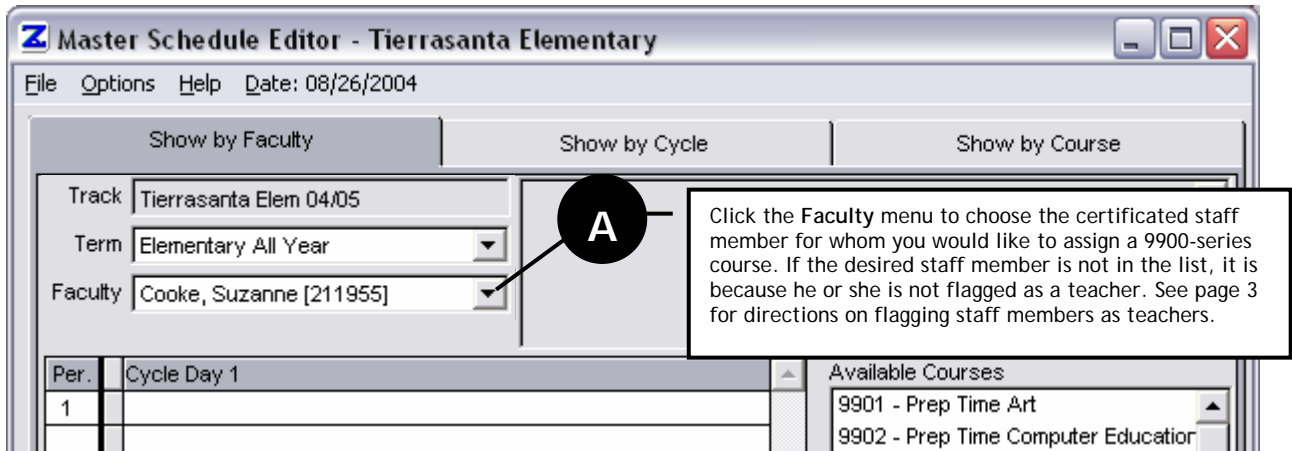 Master Schedule Editor - Tierrasanta Elementary
File Options Help Date: 08/26/2004
Show by Faculty Show by Cycle Show by Course
Track Tierrasanta Elem 04/05
Term Elementary All Year
Faculty Cooke, Suzanne [211955]
A
Click the Faculty menu to choose the certificated staff
member for whom you would like to assign a 9900-series
course. If the desired staff member is not in the list, it is
because he or she is not flagged as a teacher. See page 3
for directions on flagging staff members as teachers.
Per. Cycle Day 1
1
Available Courses
9901 - Prep Time Art
9902 - Prep Time Computer Education